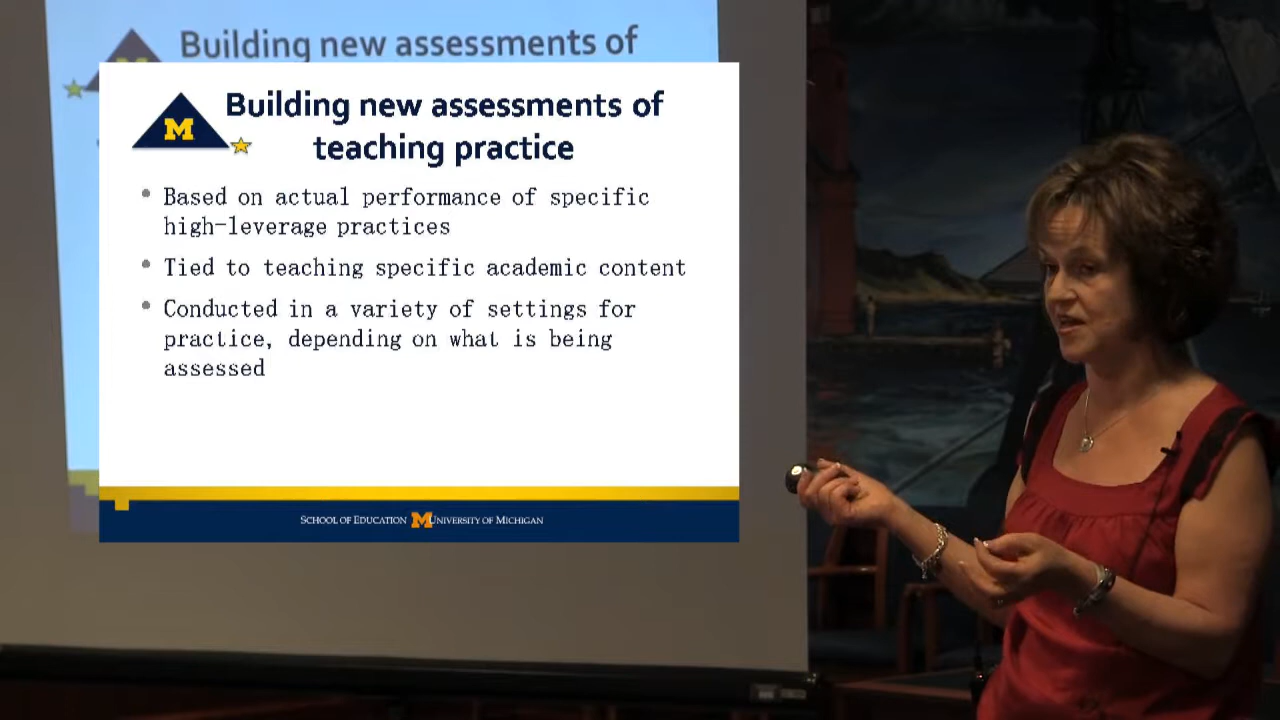 Building new assessments of
M
Building new assessments of
teaching practice
• Based on actual performance of specific
high-leverage practices
• Tied to teaching specific academic content
• Conducted in a variety of settings for
practice, depending on what is being
assessed
SCHOOL OF EDUCATION M UNIVERSITY OF MICHIGAN